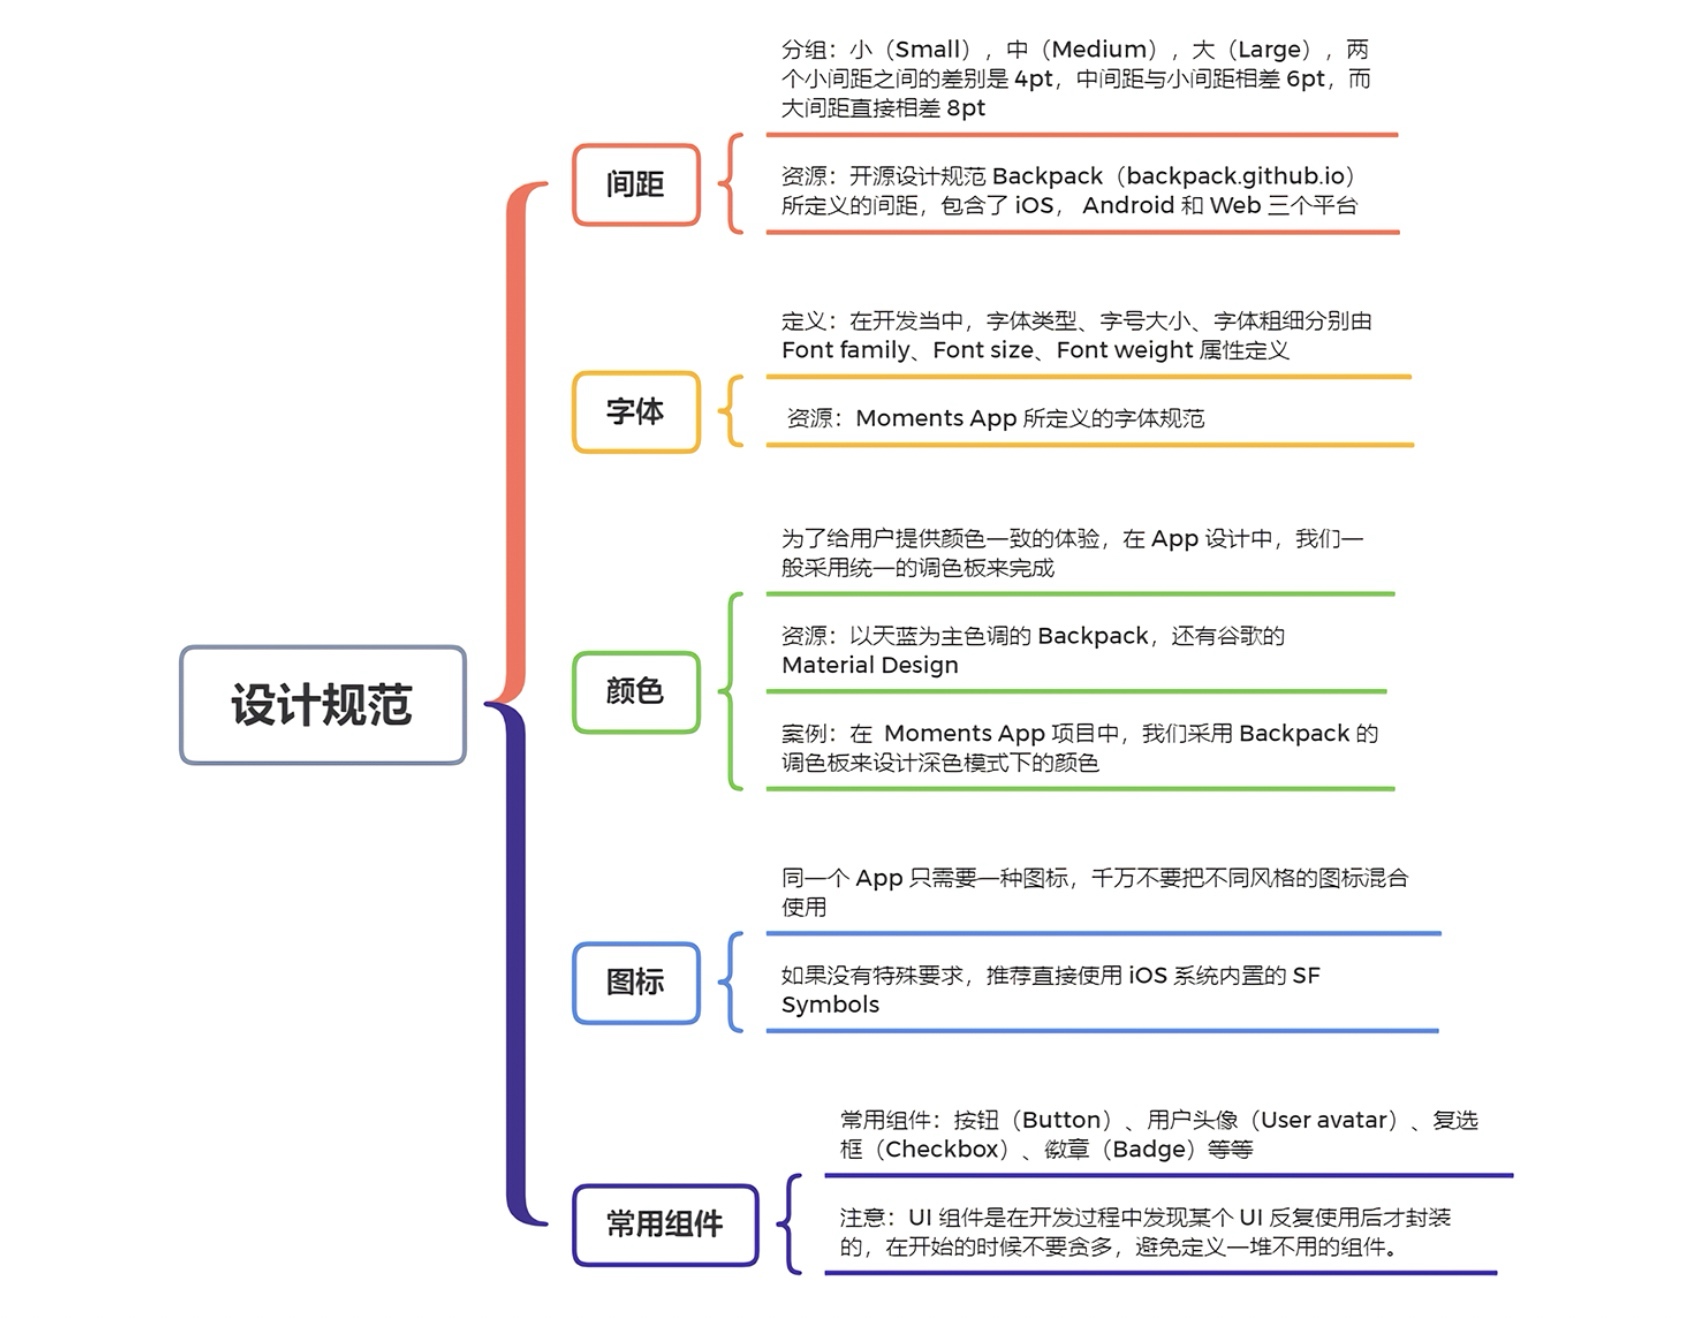 设计规范
间距
分组：小（Small），中（Medium），大（Large），两
个小间距之间的差别是 4pt，中间距与小间距相差 6pt，而
大间距直接相差 8pt
资源：开源设计规范 Backpack（backpack.github.io）
所定义的间距，包含了 iOS， Android 和 Web 三个平台
字体
定义：在开发当中，字体类型、字号大小、字体粗细分别由
Font family、Font size、Font weight 属性定义
资源：Moments App 所定义的字体规范
颜色
为了给用户提供颜色一致的体验，在 App 设计中，我们一
般采用统一的调色板来完成
资源：以天蓝为主色调的 Backpack，还有谷歌的
Material Design
案例：在 Moments App 项目中，我们采用 Backpack 的
调色板来设计深色模式下的颜色
图标
同一个 App 只需要一种图标，千万不要把不同风格的图标混合
使用
如果没有特殊要求，推荐直接使用 iOS 系统内置的 SF
Symbols
常用组件
常用组件：按钮（Button）、用户头像（User avatar）、复选
框（Checkbox）、徽章（Badge）等等
注意：UI 组件是在开发过程中发现某个 UI 反复使用后才封装
的，在开始的时候不要贪多，避免定义一堆不用的组件。